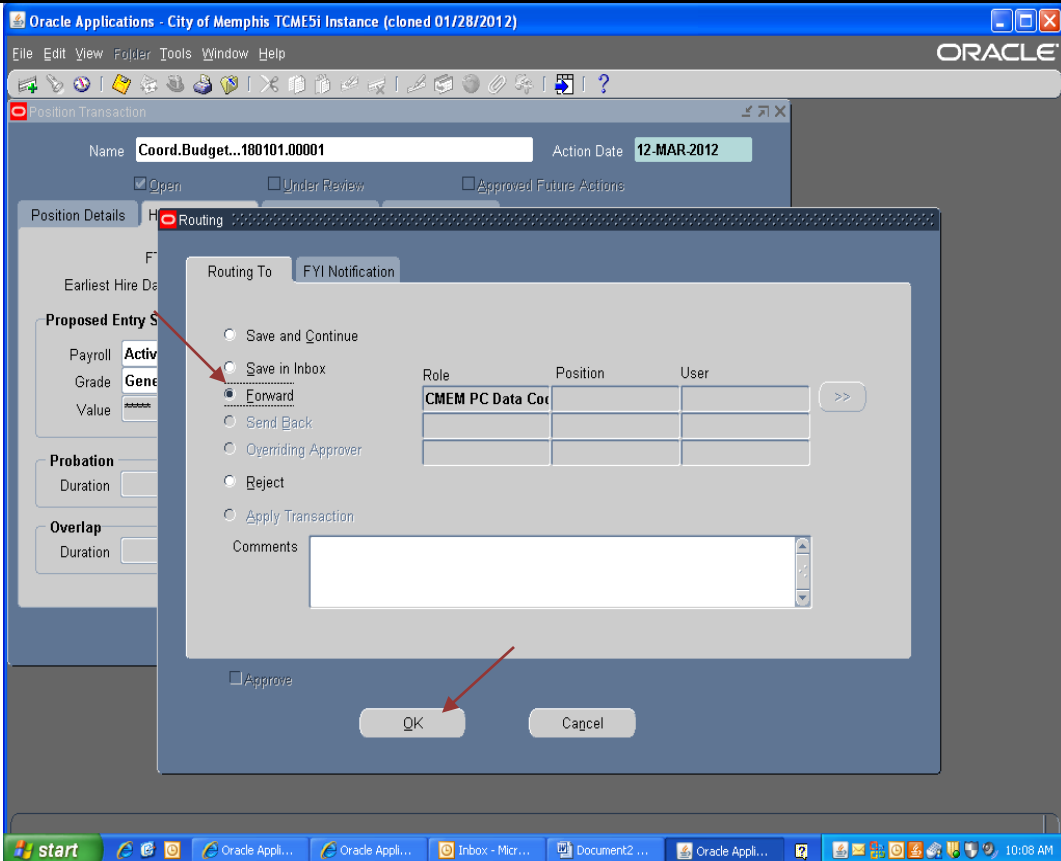 Oracle Applications - City of Memphis TCME5i Instance (cloned 01/28/2012)
File Edit View Folder Tools Window Help
ORACLE
Position Transaction
Name Coord.Budget...180101.00001 Action Date 12-MAR-2012
Open Under Review Approved Future Actions
Position Details H
Routing
FT
Earliest Hire Da
Proposed Entry S
Payroll Activ
Grade Gene
Value *****
Probation
Duration
Overlap
Duration
Routing To FYI Notification
Save and Continue
Save in Inbox
Role Position User
Forward CMEM PC Data Coo >>
Send Back
Overriding Approver
Reject
Apply Transaction
Comments
Approve
OK Cancel
start Oracle Appli... Oracle Appli... Inbox - Micr... Document2 ... Oracle Appli... 10:08 AM